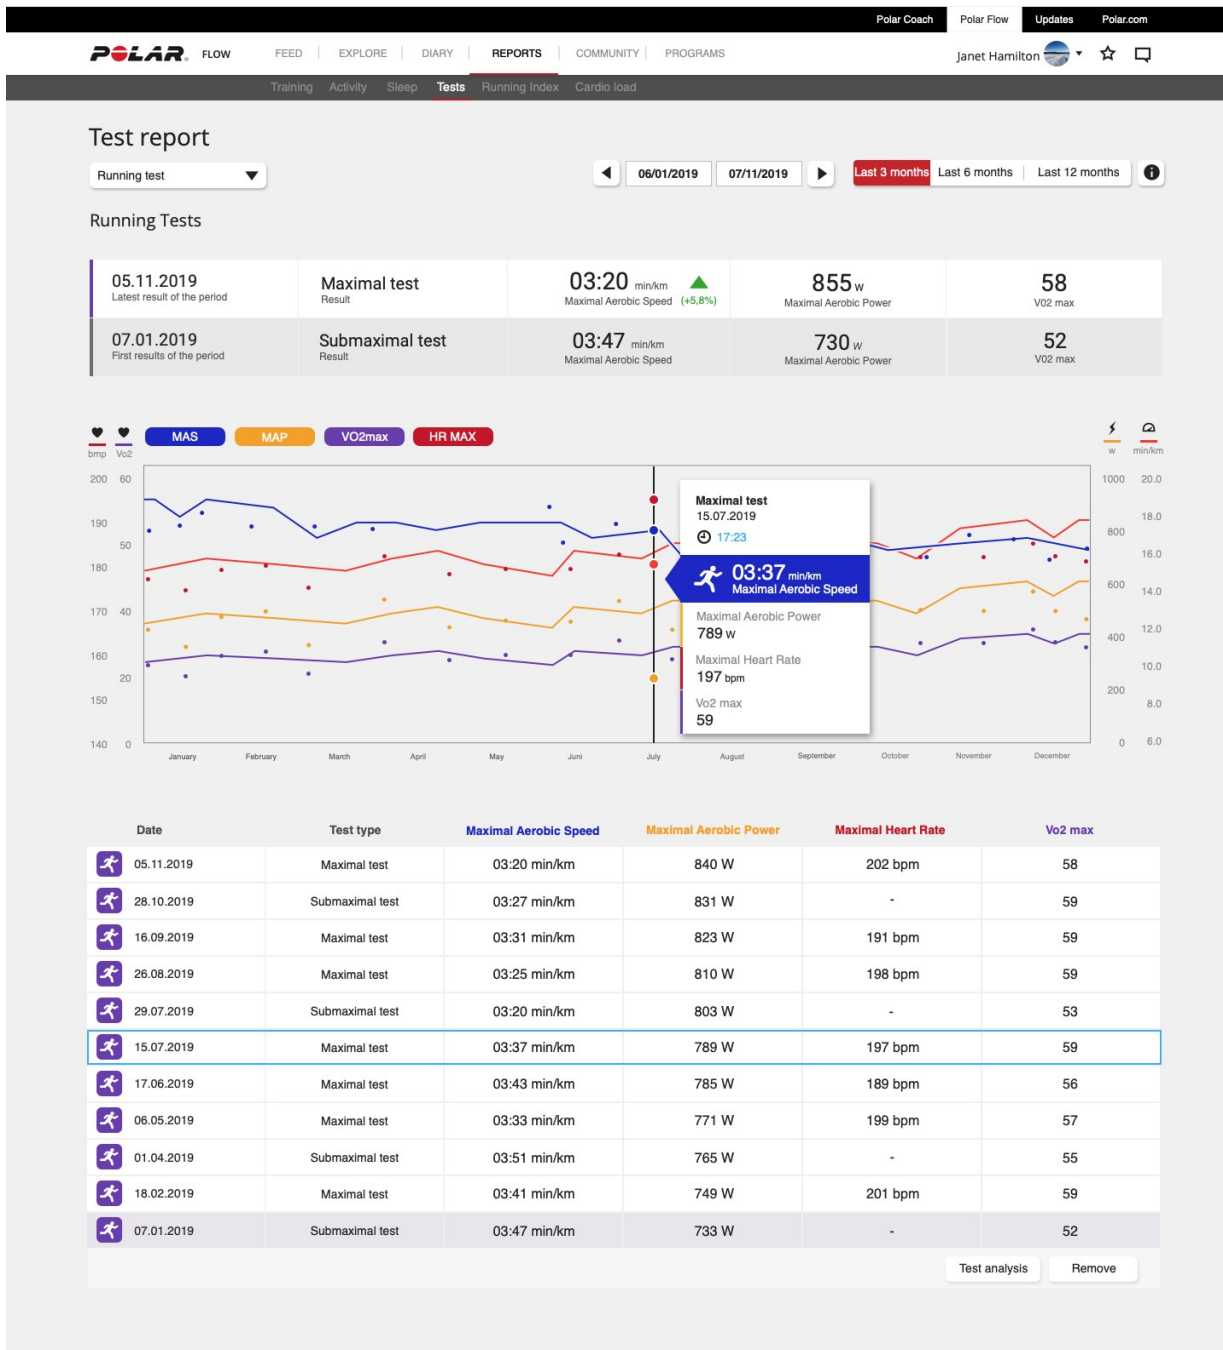 Polar Coach Polar Flow Updates Polar.com
POLAR. FLOW FEED EXPLORE DIARY REPORTS COMMUNITY PROGRAMS Janet Hamilton
Training Activity Sleep Tests Running Index Cardio load
Test report
Running test 06/01/2019 07/11/2019 Last 3 months Last 6 months Last 12 months
Running Tests
05.11.2019 Maximal test 03:20 min/km 855 w 58
Latest result of the period Result Maximal Aerobic Speed (+5,8%) Maximal Aerobic Power V02 max
07.01.2019 Submaximal test 03:47 min/km 730 w 52
First results of the period Result Maximal Aerobic Speed Maximal Aerobic Power V02 max
MAS MAP VO2max HR MAX
bmp Vo2 w min/km
200 60 1000 20.0
190 800 18.0
50 16.0
180 600 14.0
170 40 400 12.0
160 10.0
20 200
150 8.0
140 0 0 6.0
Maximal test
15.07.2019
17:23
03:37 min/km
Maximal Aerobic Speed
Maximal Aerobic Power
789 w
Maximal Heart Rate
197 bpm
Vo2 max
59
January February March April May Juni July August September October November December
Date Test type Maximal Aerobic Speed Maximal Aerobic Power Maximal Heart Rate Vo2 max
05.11.2019 Maximal test 03:20 min/km 840 W 202 bpm 58
28.10.2019 Submaximal test 03:27 min/km 831 W - 59
16.09.2019 Maximal test 03:31 min/km 823 W 191 bpm 59
26.08.2019 Maximal test 03:25 min/km 810 W 198 bpm 59
29.07.2019 Submaximal test 03:20 min/km 803 W - 53
15.07.2019 Maximal test 03:37 min/km 789 W 197 bpm 59
17.06.2019 Maximal test 03:43 min/km 785 W 189 bpm 56
06.05.2019 Maximal test 03:33 min/km 771 W 199 bpm 57
01.04.2019 Submaximal test 03:51 min/km 765 W - 55
18.02.2019 Maximal test 03:41 min/km 749 W 201 bpm 59
07.01.2019 Submaximal test 03:47 min/km 733 W - 52
Test analysis Remove